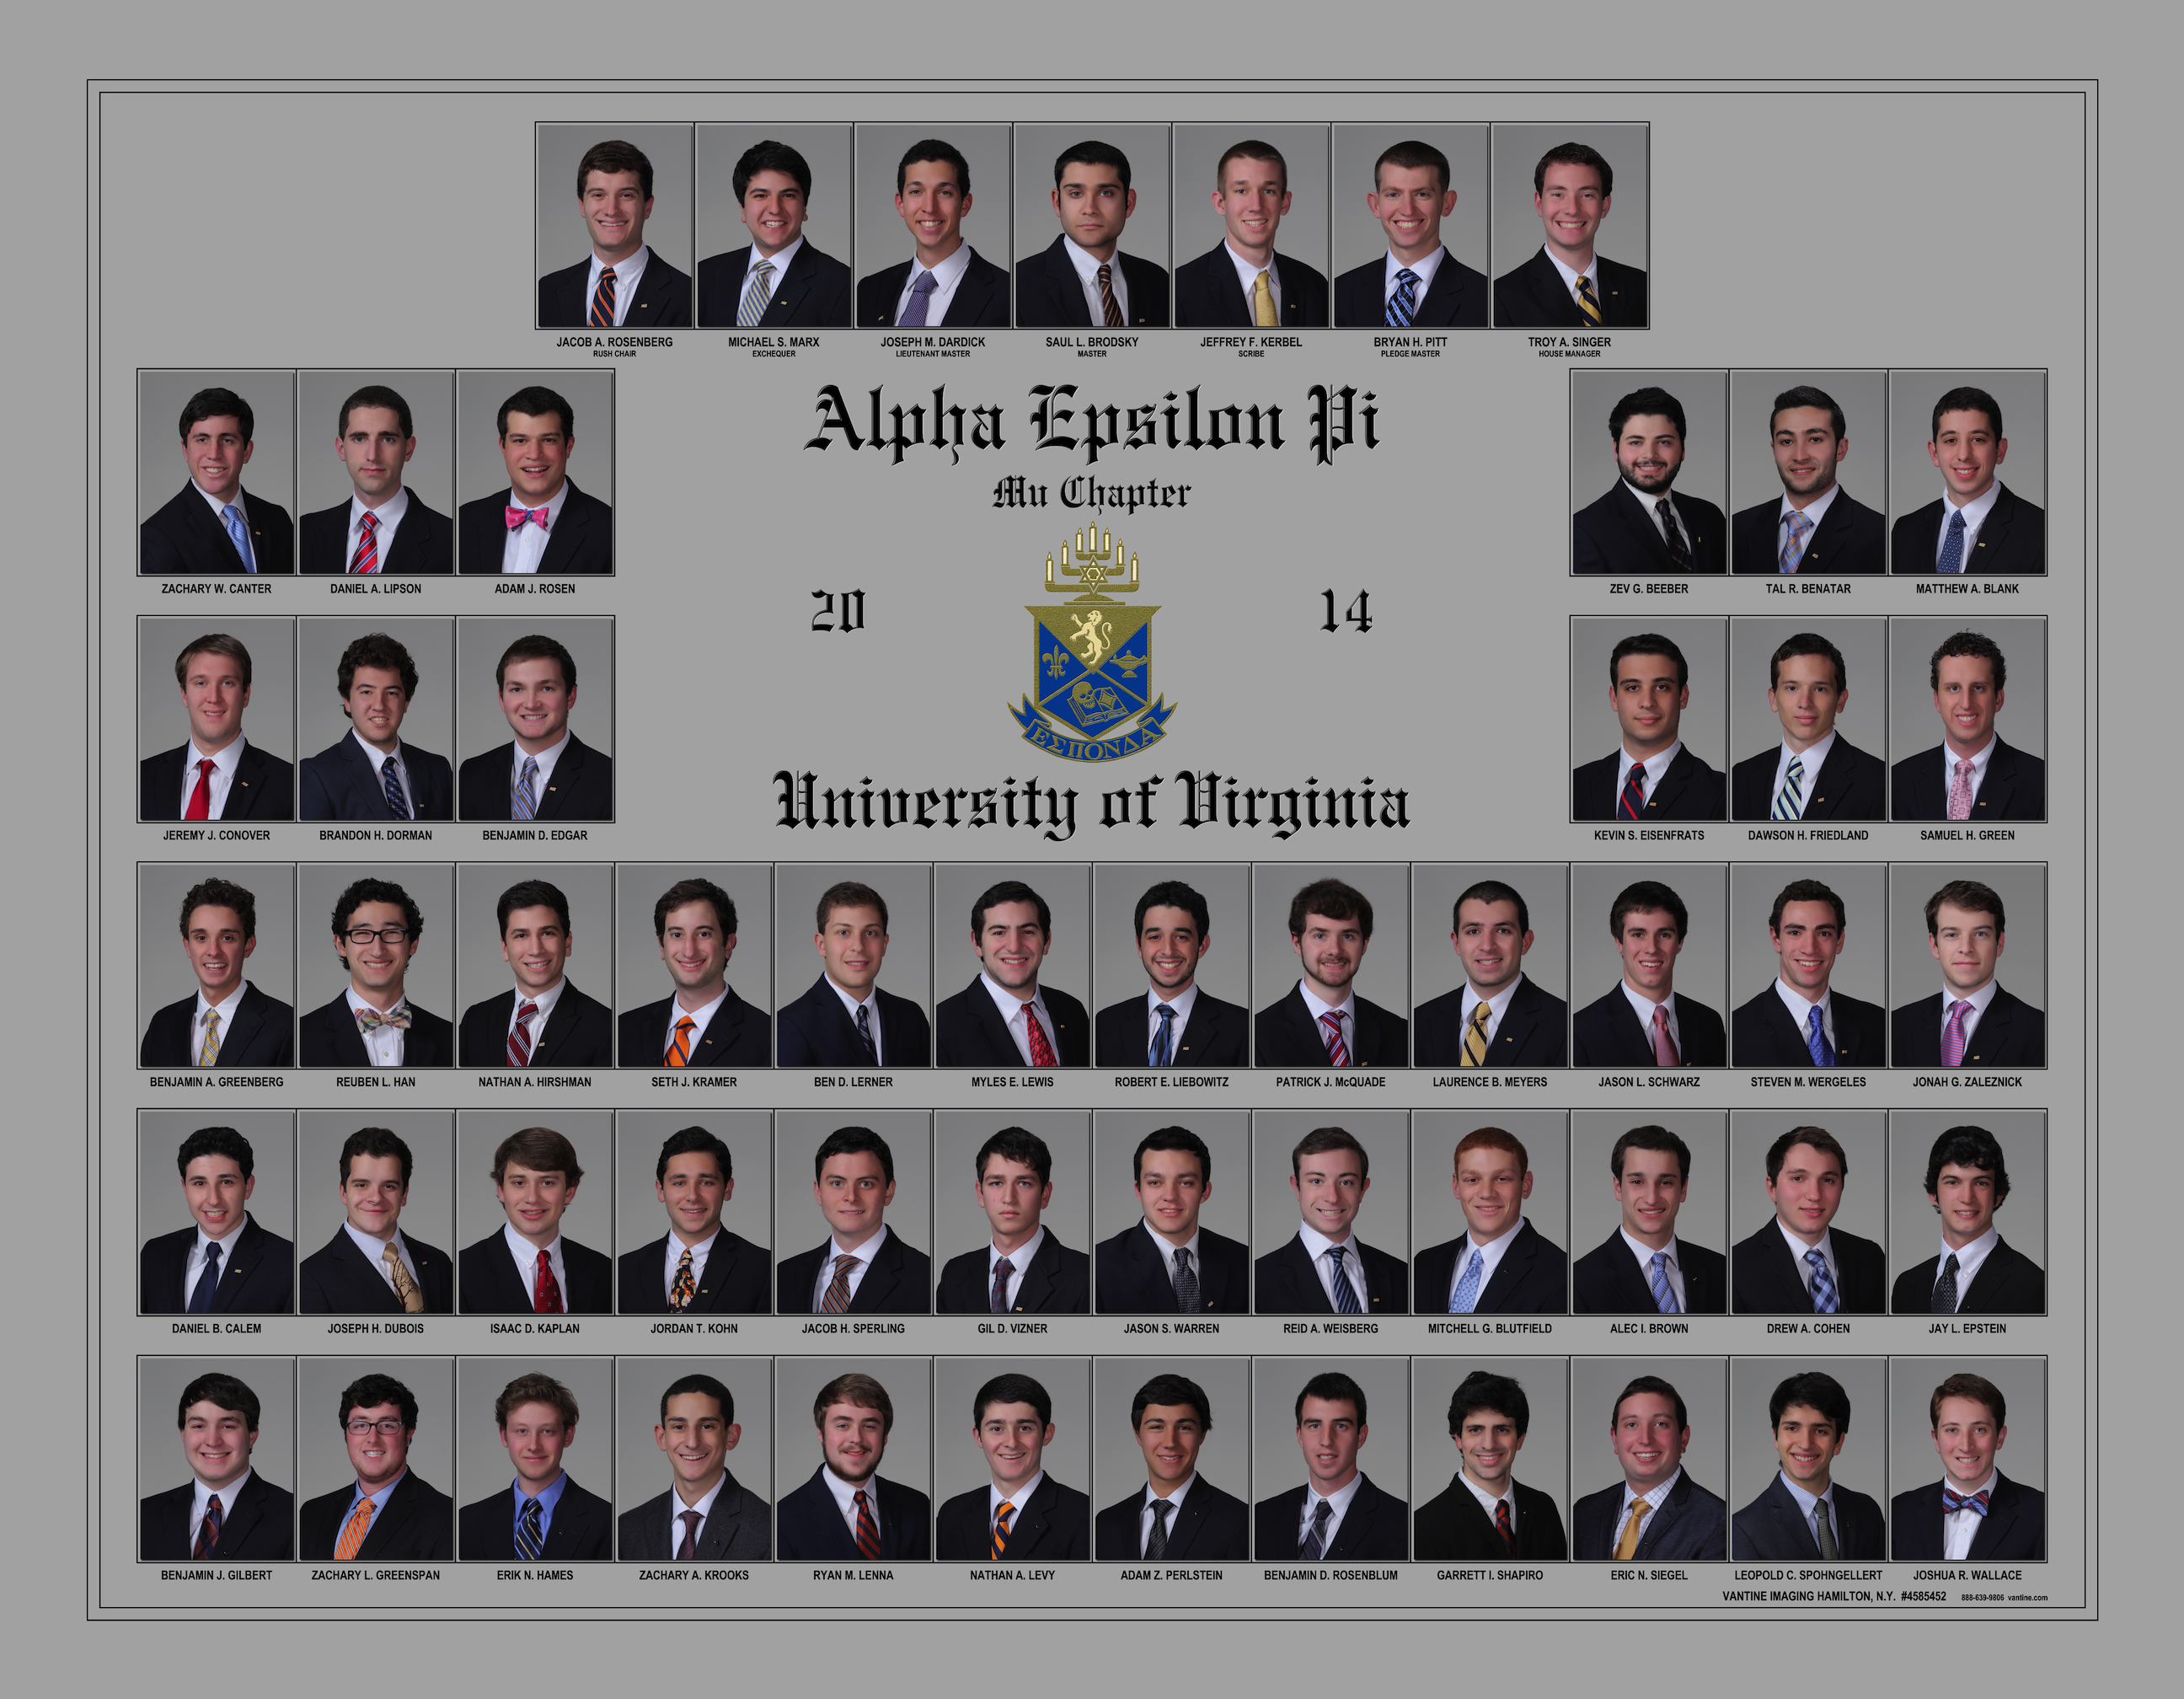 JACOB A. ROSENBERG
RUSH CHAIR
MICHAEL S. MARX
EXCHEQUER
JOSEPH M. DARDICK
LIEUTENANT MASTER
SAUL L. BRODSKY
MASTER
JEFFREY F. KERBEL
SCRIBE
BRYAN H. PITT
PLEDGE MASTER
TROY A. SINGER
HOUSE MANAGER
Alpha Epsilon Pi
Mu Chapter
20 14
ΕΣΠΟΝΔΑ
University of Virginia
ZACHARY W. CANTER
DANIEL A. LIPSON
ADAM J. ROSEN
ZEV G. BEEBER
TAL R. BENATAR
MATTHEW A. BLANK
JEREMY J. CONOVER
BRANDON H. DORMAN
BENJAMIN D. EDGAR
KEVIN S. EISENFRATS
DAWSON H. FRIEDLAND
SAMUEL H. GREEN
BENJAMIN A. GREENBERG
REUBEN L. HAN
NATHAN A. HIRSHMAN
SETH J. KRAMER
BEN D. LERNER
MYLES E. LEWIS
ROBERT E. LIEBOWITZ
PATRICK J. McQUADE
LAURENCE B. MEYERS
JASON L. SCHWARZ
STEVEN M. WERGELES
JONAH G. ZALEZNICK
DANIEL B. CALEM
JOSEPH H. DUBOIS
ISAAC D. KAPLAN
JORDAN T. KOHN
JACOB H. SPERLING
GIL D. VIZNER
JASON S. WARREN
REID A. WEISBERG
MITCHELL G. BLUTFIELD
ALEC I. BROWN
DREW A. COHEN
JAY L. EPSTEIN
BENJAMIN J. GILBERT
ZACHARY L. GREENSPAN
ERIK N. HAMES
ZACHARY A. KROOKS
RYAN M. LENNA
NATHAN A. LEVY
ADAM Z. PERLSTEIN
BENJAMIN D. ROSENBLUM
GARRETT I. SHAPIRO
ERIC N. SIEGEL
LEOPOLD C. SPOHNGELLERT
JOSHUA R. WALLACE
VANTINE IMAGING HAMILTON, N.Y. #4585452 888-639-9806 vantine.com